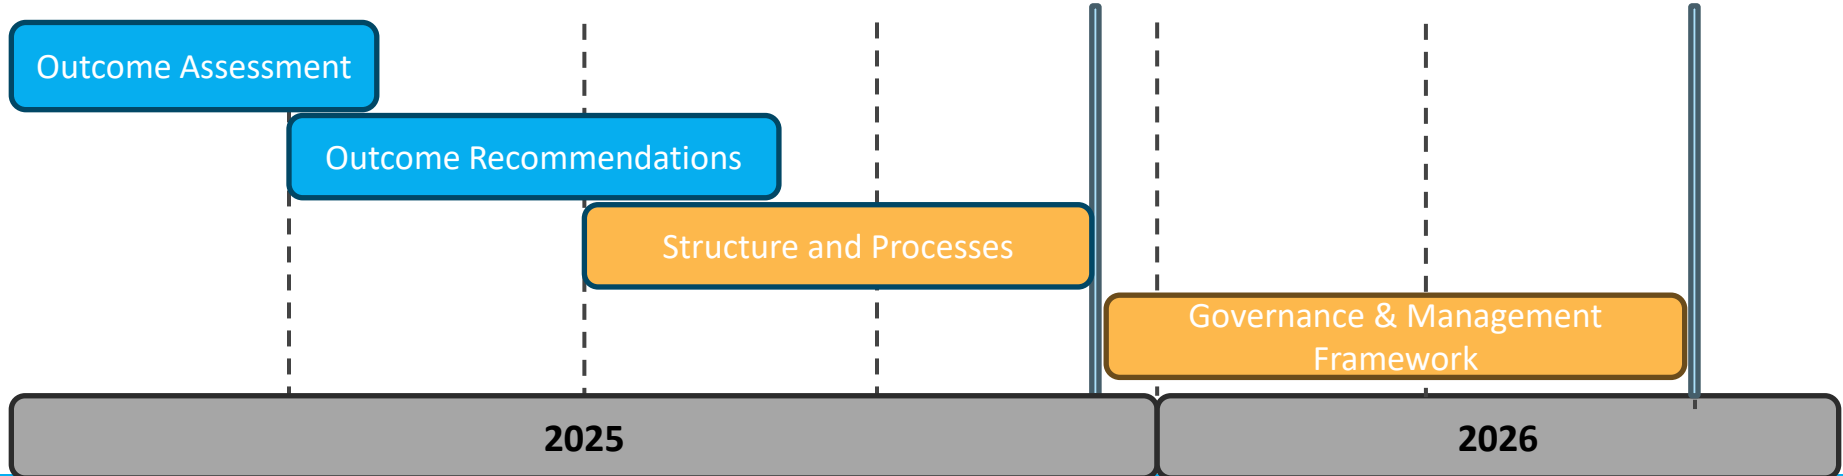 Outcome Assessment
Outcome Recommendations
Structure and Processes
Governance & Management
Framework
2025
2026